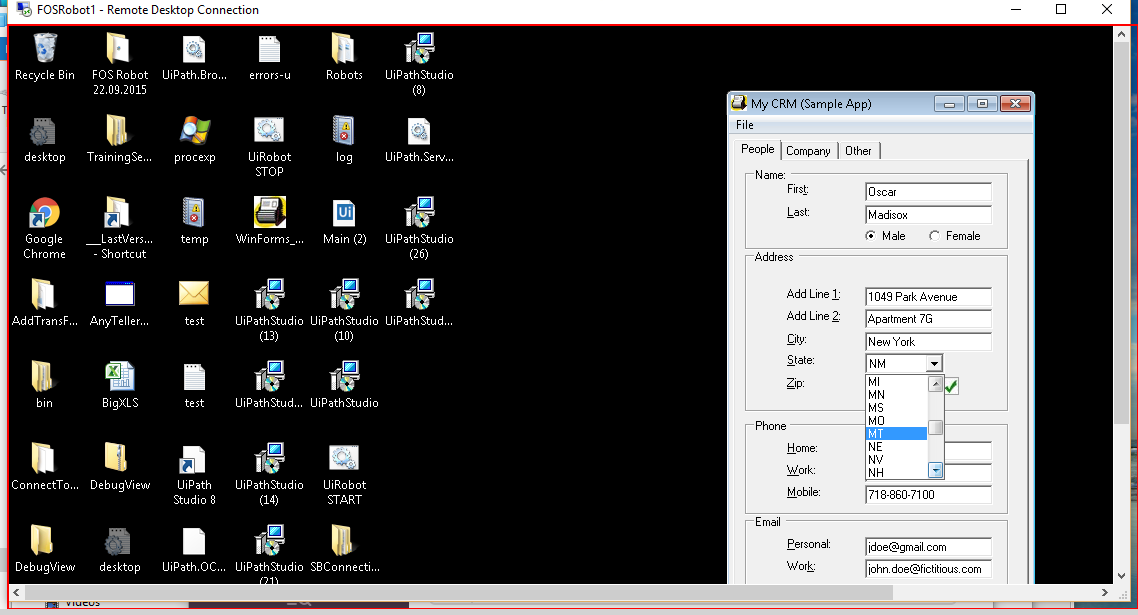 FOSRobot1 - Remote Desktop Connection
Recycle Bin
FOS Robot
22.09.2015
UiPath.Bro...
errors-u
Robots
UiPathStudio
(8)
desktop
TrainingSe...
procexp
UiRobot
STOP
log
UiPath.Serv...
Google
Chrome
___LastVers...
- Shortcut
temp
WinForms_...
Main (2)
UiPathStudio
(26)
AddTransF...
AnyTeller...
test
UiPathStudio
(13)
UiPathStudio
(10)
UiPathStud...
bin
BigXLS
test
UiPathStud...
UiPathStudio
ConnectTo...
DebugView
UiPath
Studio 8
UiPathStudio
(14)
UiRobot
START
DebugView
desktop
UiPath.OC...
UiPathStudio
(21)
SBConnecti...
My CRM (Sample App)
File
People
Company
Other
Name:
First:
Oscar
Last:
Madisox
Male
Female
Address
Add Line 1:
1049 Park Avenue
Add Line 2:
Apartment 7G
City:
New York
State:
NM
Zip:
MI
MN
MS
MO
MT
NE
NV
NH
Phone
Home:
Work:
Mobile:
718-860-7100
Email
Personal:
jdoe@gmail.com
Work:
john.doe@fictitious.com
Videos